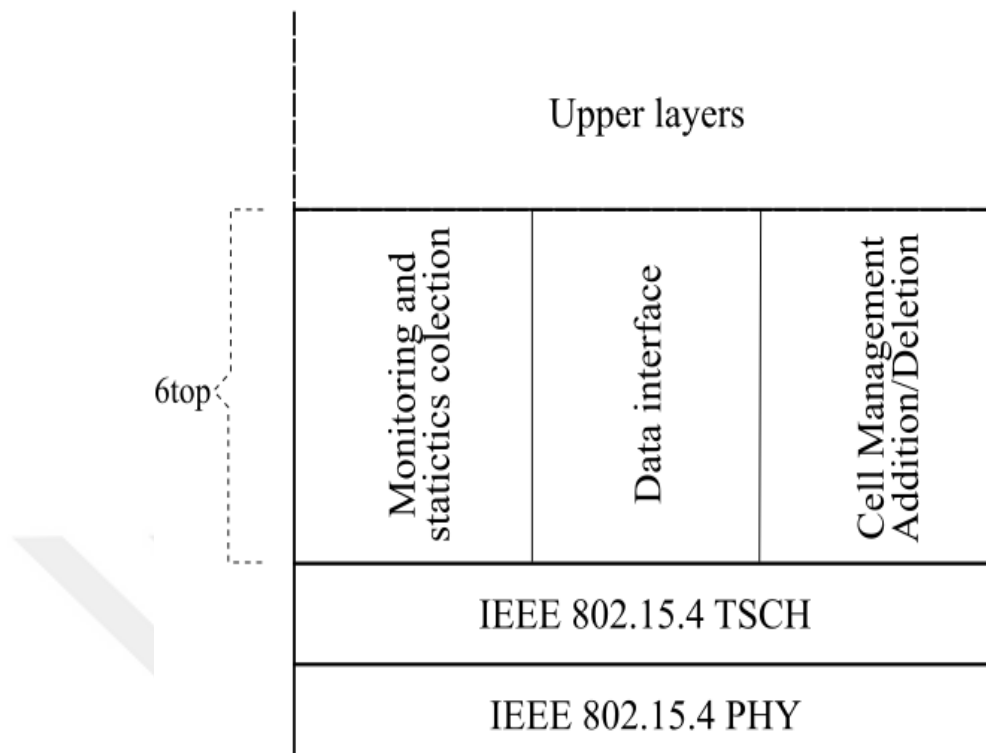 Upper layers
6top
Monitoring and
statictics colection
Data interface
Cell Management
Addition/Deletion
IEEE 802.15.4 TSCH
IEEE 802.15.4 PHY